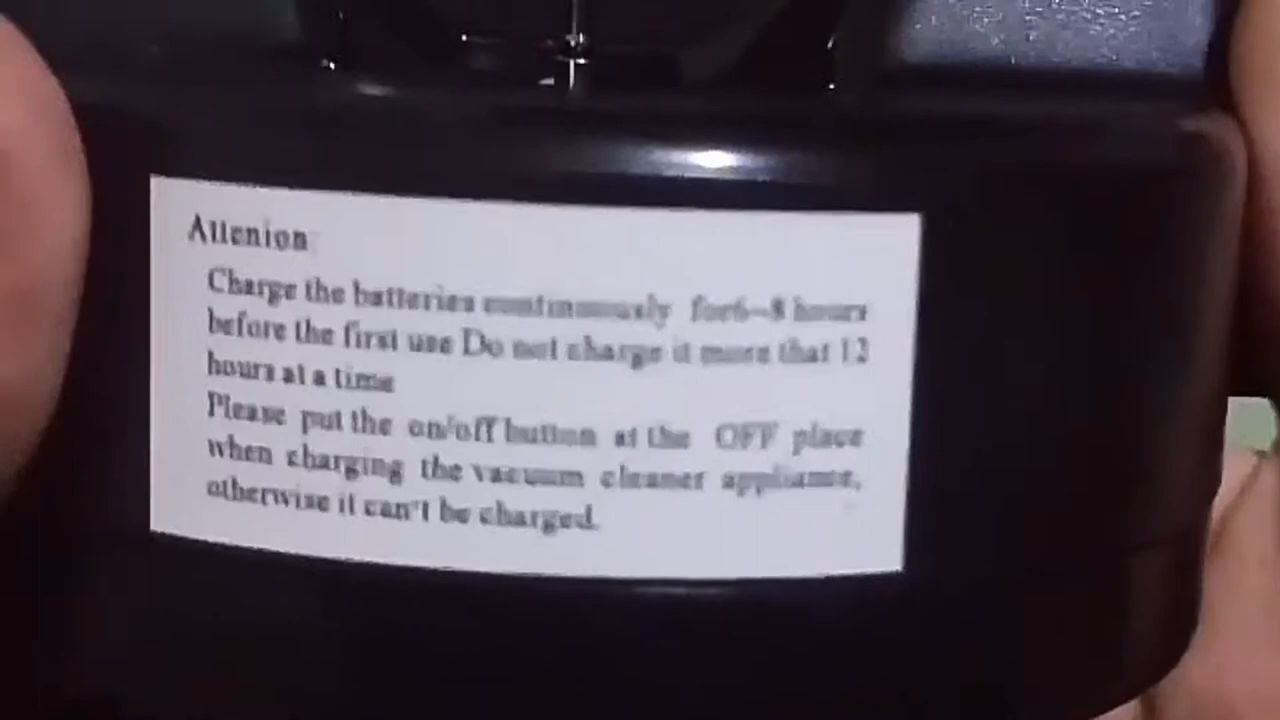 Attenion
Charge the batteries continuously for6-8 hours
before the first use Do not charge it more that 12
hours at a time
Please put the on/off button at the OFF place
when charging the vacuum cleaner appliance,
otherwise it can't be charged.